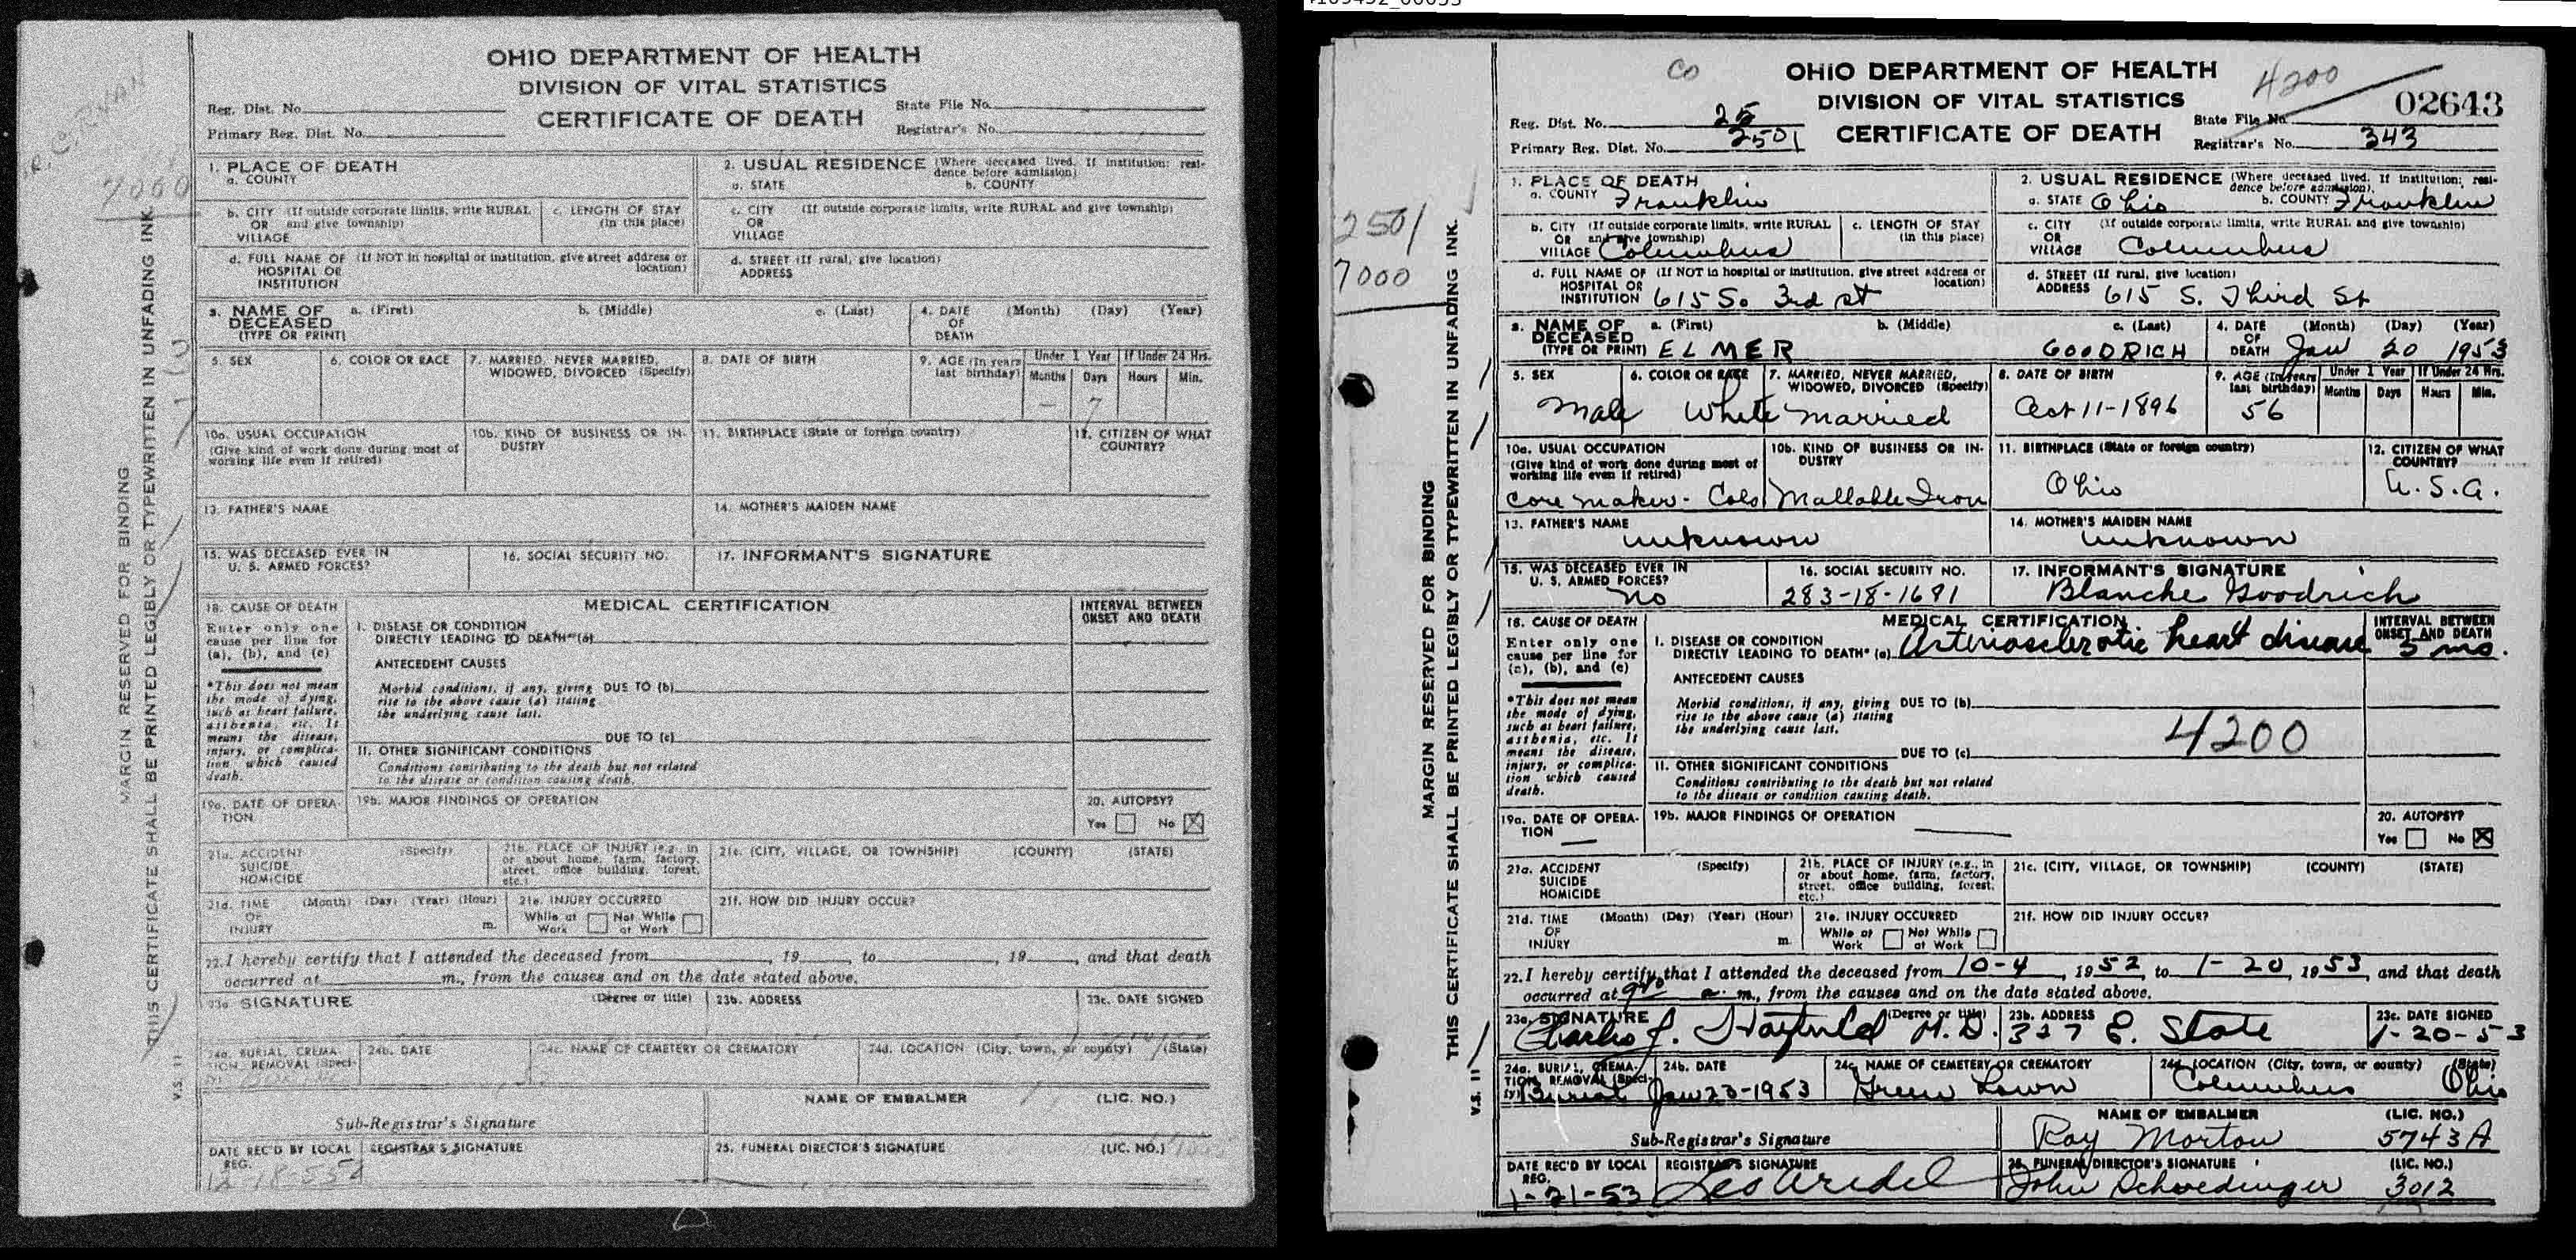 OHIO DEPARTMENT OF HEALTH
DIVISION OF VITAL STATISTICS
CERTIFICATE OF DEATH
Reg. Dist. No.
Primary Reg. Dist. No.
State File No.
Registrar's No.
7000
MARGIN RESERVED FOR BINDING
THIS CERTIFICATE SHALL BE PRINTED LEGIBLY OR TYPEWRITTEN IN UNFADING INK.
V.S. 11
1. PLACE OF DEATH
a. COUNTY
2. USUAL RESIDENCE (Where deceased lived. If institution: residence before admission)
a. STATE b. COUNTY
b. CITY (If outside corporate limits, write RURAL
OR and give township)
VILLAGE
c. LENGTH OF STAY
(in this place)
c. CITY (If outside corporate limits, write RURAL and give township)
OR
VILLAGE
d. FULL NAME OF (If NOT in hospital or institution, give street address or
HOSPITAL OR location)
INSTITUTION
d. STREET (If rural, give location)
ADDRESS
3. NAME OF a. (First) b. (Middle) c. (Last)
DECEASED
(TYPE OR PRINT)
4. DATE (Month) (Day) (Year)
OF
DEATH
5. SEX
6. COLOR OR RACE
7. MARRIED, NEVER MARRIED,
WIDOWED, DIVORCED (Specify)
8. DATE OF BIRTH
9. AGE (In years
last birthday)
Under 1 Year If Under 24 Hrs.
Months Days Hours Min.
7
10a. USUAL OCCUPATION
(Give kind of work done during most of
working life even if retired)
10b. KIND OF BUSINESS OR IN-
DUSTRY
11. BIRTHPLACE (State or foreign country)
12. CITIZEN OF WHAT
COUNTRY?
13. FATHER'S NAME
14. MOTHER'S MAIDEN NAME
15. WAS DECEASED EVER IN
U. S. ARMED FORCES?
16. SOCIAL SECURITY NO.
17. INFORMANT'S SIGNATURE
18. CAUSE OF DEATH
Enter only one
cause per line for
(a), (b), and (c)
*This does not mean
the mode of dying,
such as heart failure,
asthenia, etc. It
means the disease,
injury, or complica-
tion which caused
death.
MEDICAL CERTIFICATION
INTERVAL BETWEEN
ONSET AND DEATH
I. DISEASE OR CONDITION
DIRECTLY LEADING TO DEATH* (a)
ANTECEDENT CAUSES
Morbid conditions, if any, giving DUE TO (b)
rise to the above cause (a) stating
the underlying cause last.
DUE TO (c)
II. OTHER SIGNIFICANT CONDITIONS
Conditions contributing to the death but not related
to the disease or condition causing death.
19a. DATE OF OPERA-
TION
19b. MAJOR FINDINGS OF OPERATION
20. AUTOPSY?
Yes No
21a. ACCIDENT (Specify)
SUICIDE
HOMICIDE
21b. PLACE OF INJURY (e.g., in
or about home, farm, factory,
street, office building, forest,
etc.)
21c. (CITY, VILLAGE, OR TOWNSHIP) (COUNTY) (STATE)
21d. TIME (Month) (Day) (Year) (Hour)
OF
INJURY m.
21e. INJURY OCCURRED
While at Not While
Work at Work
21f. HOW DID INJURY OCCUR?
22. I hereby certify that I attended the deceased from , 19 , to , 19 , and that death
occurred at m., from the causes and on the date stated above.
23a. SIGNATURE (Degree or title)
23b. ADDRESS
23c. DATE SIGNED
24a. BURIAL, CREMA-
TION, REMOVAL (Speci-
24b. DATE
24c. NAME OF CEMETERY OR CREMATORY
24d. LOCATION (City, town, or county) (State)
Sub-Registrar's Signature
NAME OF EMBALMER (LIC. NO.)
DATE REC'D BY LOCAL
REG.
REGISTRAR'S SIGNATURE
25. FUNERAL DIRECTOR'S SIGNATURE (LIC. NO.)
Co
OHIO DEPARTMENT OF HEALTH
DIVISION OF VITAL STATISTICS
CERTIFICATE OF DEATH
4200
02643
Reg. Dist. No. 25
Primary Reg. Dist. No. 2501
State File No.
Registrar's No. 343
2501
7000
MARGIN RESERVED FOR BINDING
THIS CERTIFICATE SHALL BE PRINTED LEGIBLY OR TYPEWRITTEN IN UNFADING INK.
V.S. 11
1. PLACE OF DEATH
a. COUNTY Franklin
2. USUAL RESIDENCE (Where deceased lived. If institution: residence before admission).
a. STATE Ohio b. COUNTY Franklin
b. CITY (If outside corporate limits, write RURAL
OR and give township)
VILLAGE Columbus
c. LENGTH OF STAY
(in this place)
c. CITY (If outside corporate limits, write RURAL and give township)
OR
VILLAGE Columbus
d. FULL NAME OF (If NOT in hospital or institution, give street address or
HOSPITAL OR location)
INSTITUTION 615 So. 3rd st
d. STREET (If rural, give location)
ADDRESS 615 S. Third St
3. NAME OF a. (First) b. (Middle) c. (Last)
DECEASED
(TYPE OR PRINT) ELMER GOODRICH
4. DATE (Month) (Day) (Year)
OF
DEATH Jan 20 1953
5. SEX
Male
6. COLOR OR RACE
White
7. MARRIED, NEVER MARRIED,
WIDOWED, DIVORCED (Specify)
Married
8. DATE OF BIRTH
Oct 11-1896
9. AGE (In years
last birthday)
56
Under 1 Year If Under 24 Hrs.
Months Days Hours Min.
10a. USUAL OCCUPATION
(Give kind of work done during most of
working life even if retired)
core maker - Cols
10b. KIND OF BUSINESS OR IN-
DUSTRY
Mallable Iron
11. BIRTHPLACE (State or foreign country)
Ohio
12. CITIZEN OF WHAT
COUNTRY?
U.S.A.
13. FATHER'S NAME
unknown
14. MOTHER'S MAIDEN NAME
unknown
15. WAS DECEASED EVER IN
U. S. ARMED FORCES?
No
16. SOCIAL SECURITY NO.
283-18-1681
17. INFORMANT'S SIGNATURE
Blanche Goodrich
18. CAUSE OF DEATH
Enter only one
cause per line for
(a), (b), and (c)
*This does not mean
the mode of dying,
such as heart failure,
asthenia, etc. It
means the disease,
injury, or complica-
tion which caused
death.
MEDICAL CERTIFICATION
INTERVAL BETWEEN
ONSET AND DEATH
I. DISEASE OR CONDITION
DIRECTLY LEADING TO DEATH* (a) Arteriosclerotic heart disease 5 mo.
ANTECEDENT CAUSES
Morbid conditions, if any, giving DUE TO (b)
rise to the above cause (a) stating
the underlying cause last.
4200
DUE TO (c)
II. OTHER SIGNIFICANT CONDITIONS
Conditions contributing to the death but not related
to the disease or condition causing death.
19a. DATE OF OPERA-
TION
19b. MAJOR FINDINGS OF OPERATION
20. AUTOPSY?
Yes No
21a. ACCIDENT (Specify)
SUICIDE
HOMICIDE
21b. PLACE OF INJURY (e.g., in
or about home, farm, factory,
street, office building, forest,
etc.)
21c. (CITY, VILLAGE, OR TOWNSHIP) (COUNTY) (STATE)
21d. TIME (Month) (Day) (Year) (Hour)
OF
INJURY m.
21e. INJURY OCCURRED
While at Not While
Work at Work
21f. HOW DID INJURY OCCUR?
22. I hereby certify that I attended the deceased from 10-4, 1952, to 1-20, 1953, and that death
occurred at a. m., from the causes and on the date stated above.
23a. SIGNATURE (Degree or title)
Charles J. M.D.
23b. ADDRESS
327 E. State
23c. DATE SIGNED
1-20-53
24a. BURIAL, CREMA-
TION, REMOVAL (Speci-
fy) Burial
24b. DATE
Jan 23-1953
24c. NAME OF CEMETERY OR CREMATORY
Green Lawn
24d. LOCATION (City, town, or county) (State)
Columbus Ohio
Sub-Registrar's Signature
NAME OF EMBALMER (LIC. NO.)
Ray Morton 5743A
DATE REC'D BY LOCAL
REG.
1-21-53
REGISTRAR'S SIGNATURE
25. FUNERAL DIRECTOR'S SIGNATURE (LIC. NO.)
John Schwedinger 3012